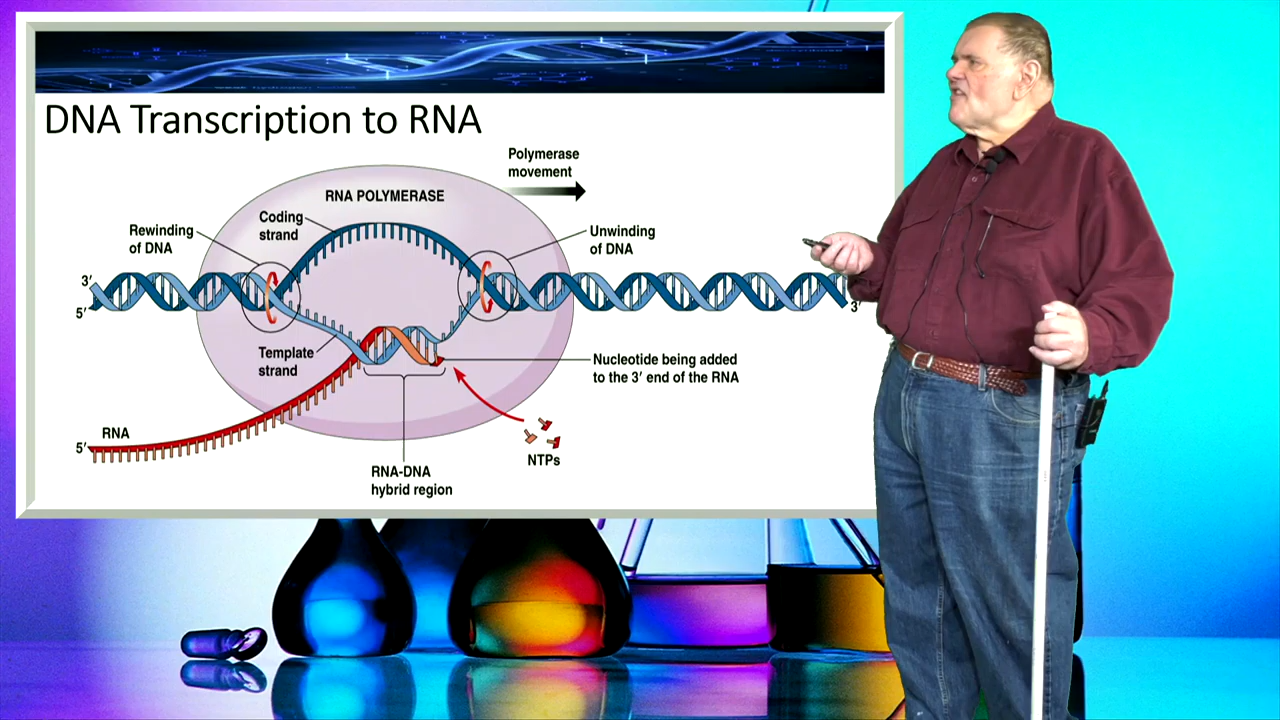 DNA Transcription to RNA
Polymerase
movement
RNA POLYMERASE
Coding
strand
Rewinding
of DNA
Unwinding
of DNA
3′
5′
3′
Template
strand
Nucleotide being added
to the 3′ end of the RNA
RNA
5′
NTPs
RNA-DNA
hybrid region